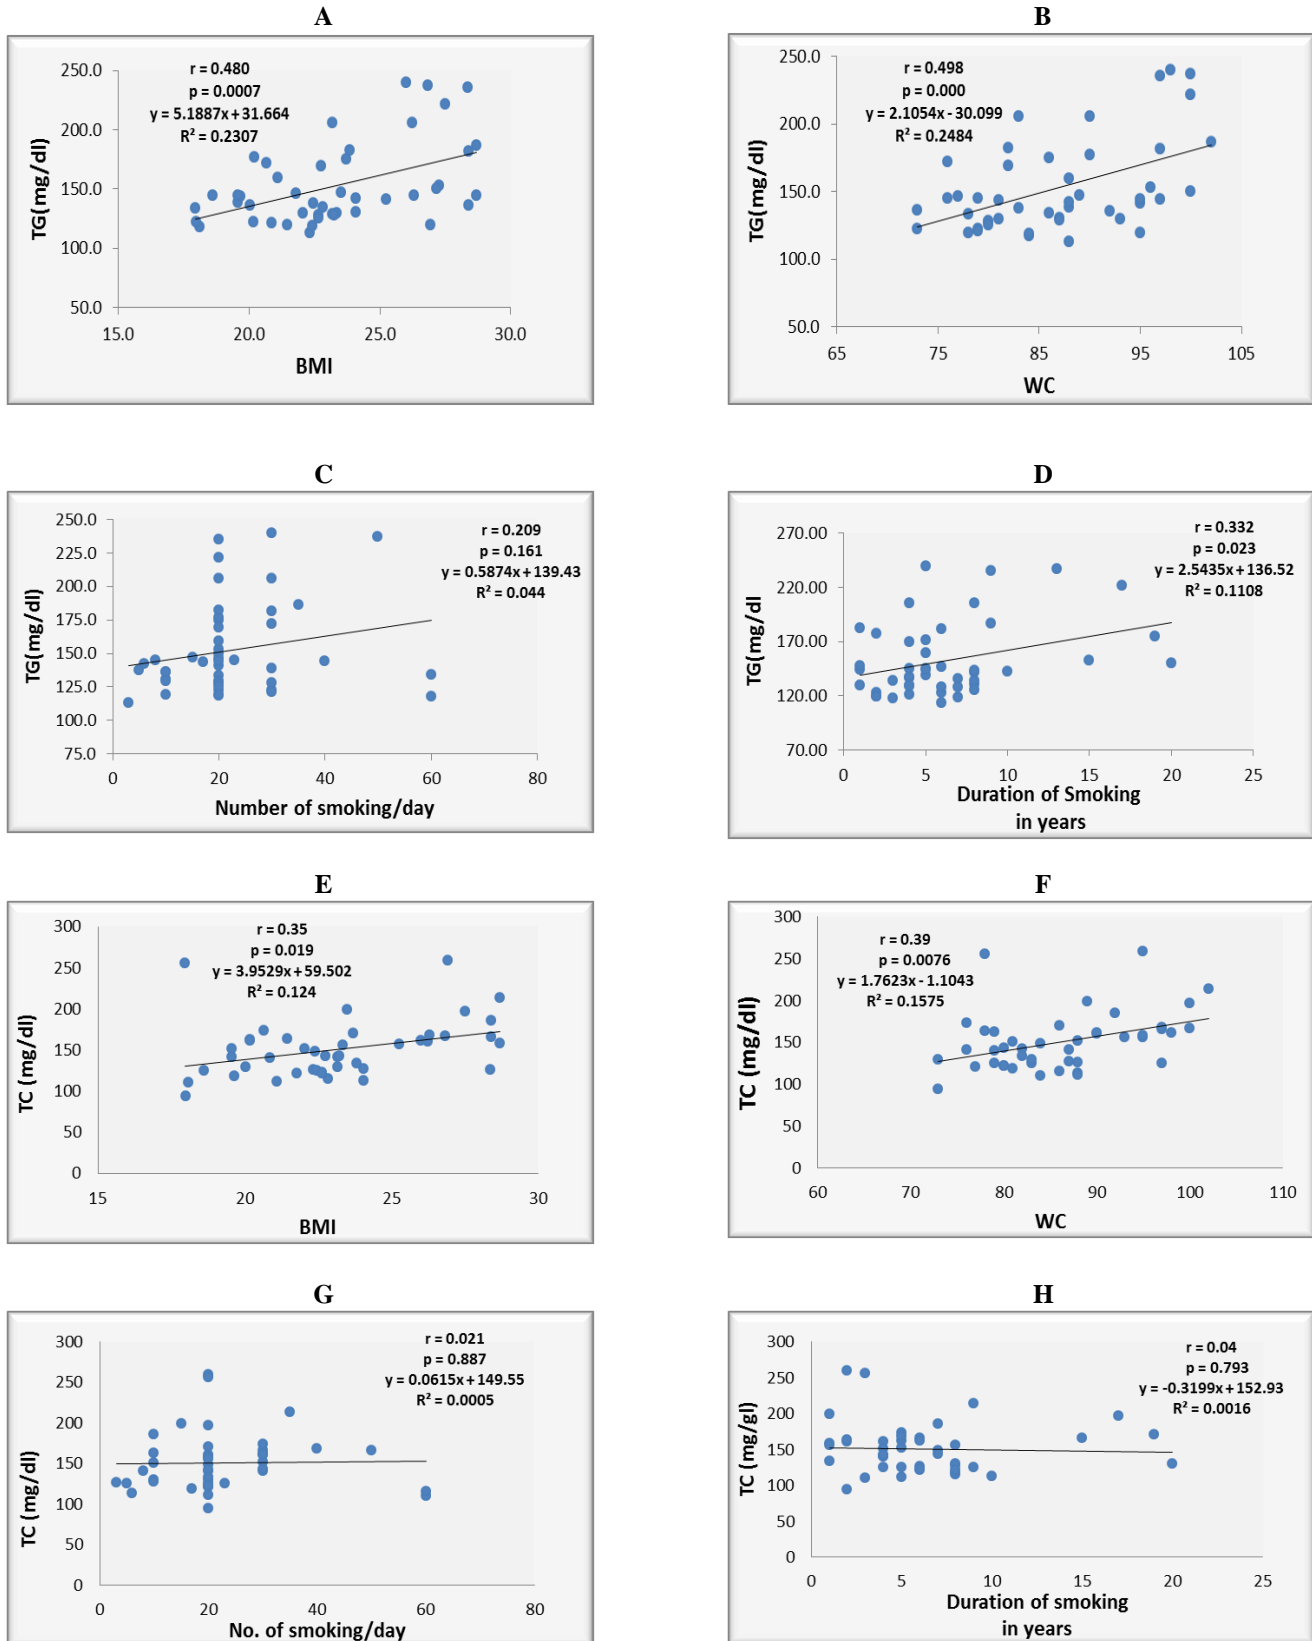 A
250.0
200.0
150.0
100.0
50.0
TG(mg/dl)
r = 0.480
p = 0.0007
y = 5.1887x + 31.664
R² = 0.2307
15.0 20.0 25.0 30.0
BMI
B
250.0
200.0
150.0
100.0
50.0
TG(mg/dl)
r = 0.498
p = 0.000
y = 2.1054x - 30.099
R² = 0.2484
65 75 85 95 105
WC
C
250.0
225.0
200.0
175.0
150.0
125.0
100.0
75.0
TG(mg/dl)
r = 0.209
p = 0.161
y = 0.5874x + 139.43
R² = 0.044
0 20 40 60 80
Number of smoking/day
D
270.00
220.00
170.00
120.00
70.00
TG(mg/dl
r = 0.332
p = 0.023
y = 2.5435x + 136.52
R² = 0.1108
0 5 10 15 20 25
Duration of Smoking
in years
E
300
250
200
150
100
50
0
TC (mg/dl)
r = 0.35
p = 0.019
y = 3.9529x + 59.502
R² = 0.124
15 20 25 30
BMI
F
300
250
200
150
100
50
0
TC (mg/dl)
r = 0.39
p = 0.0076
y = 1.7623x - 1.1043
R² = 0.1575
60 70 80 90 100 110
WC
G
300
250
200
150
100
50
0
TC (mg/dl)
r = 0.021
p = 0.887
y = 0.0615x + 149.55
R² = 0.0005
0 20 40 60 80
No. of smoking/day
H
300
250
200
150
100
50
0
TC (mg/gl)
r = 0.04
p = 0.793
y = -0.3199x + 152.93
R² = 0.0016
0 5 10 15 20 25
Duration of smoking
in years